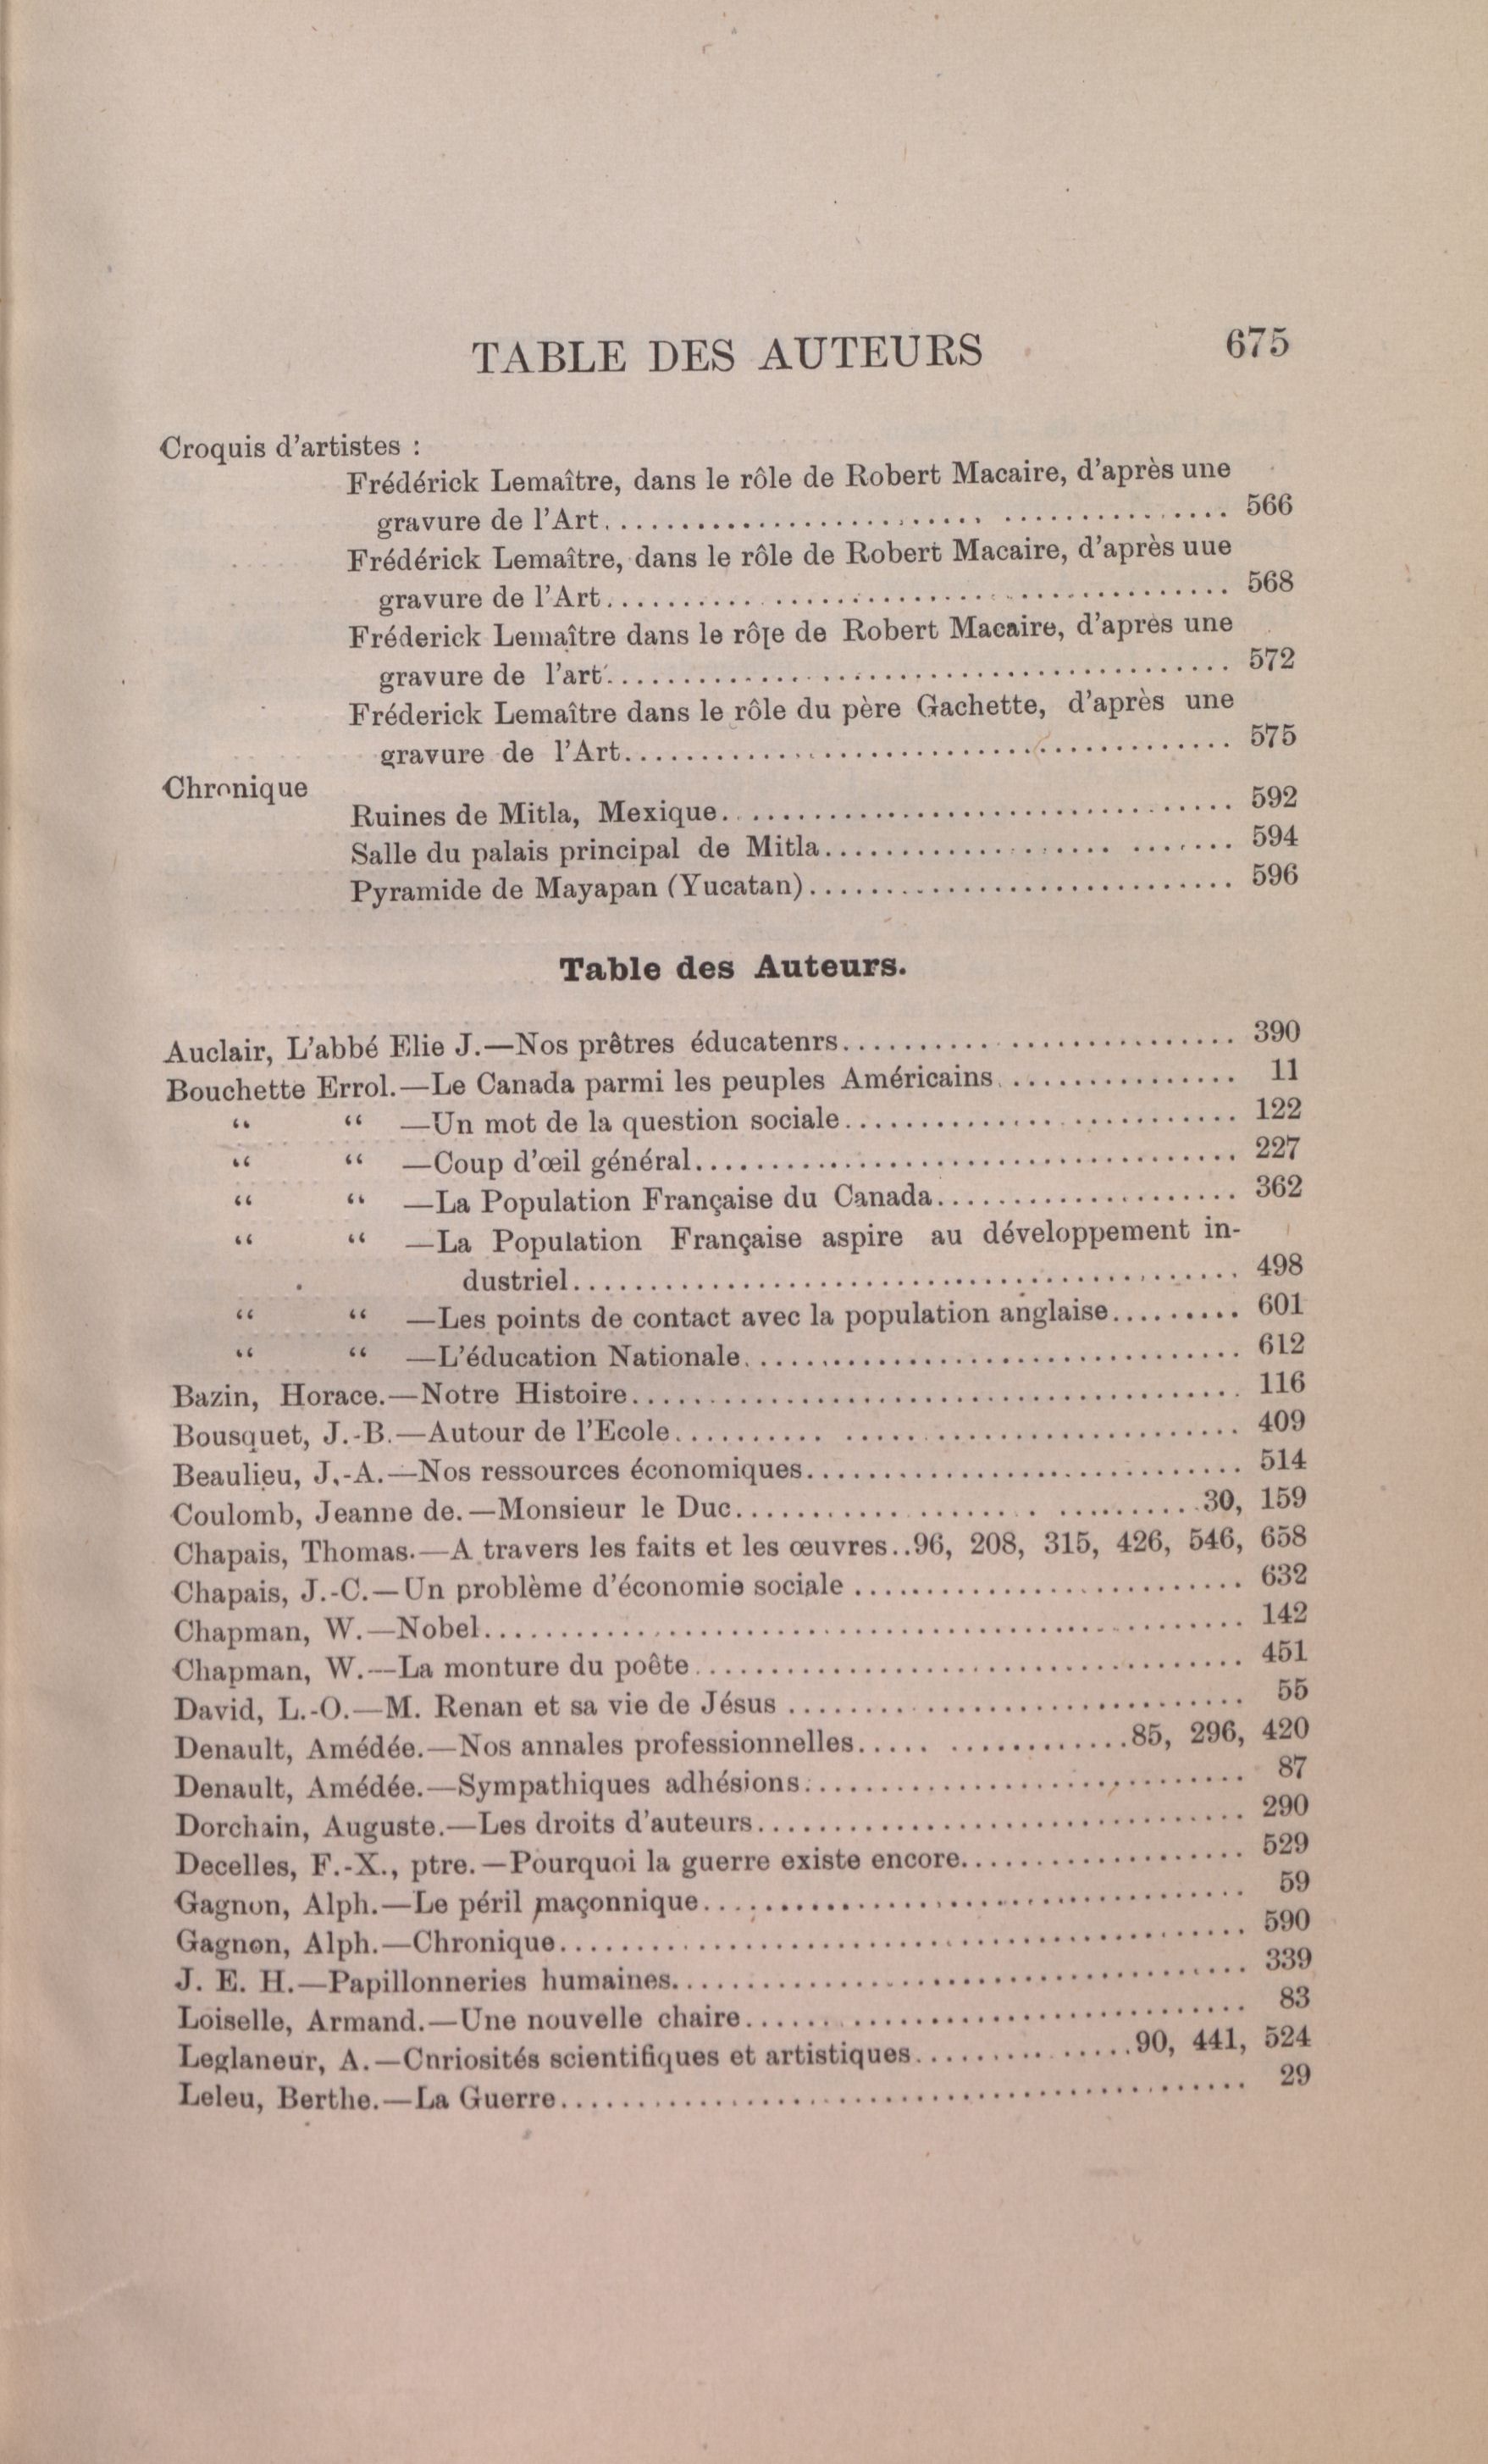 TABLE DES AUTEURS 675
Croquis d'artistes :
Frédérick Lemaître, dans le rôle de Robert Macaire, d'après une
gravure de l'Art........................................ 566
Frédérick Lemaître, dans le rôle de Robert Macaire, d'après uue
gravure de l'Art........................................ 568
Fréderick Lemaître dans le rôle de Robert Macaire, d'après une
gravure de l'art........................................ 572
Fréderick Lemaître dans le rôle du père Gachette, d'après une
gravure de l'Art........................................ 575
Chronique
Ruines de Mitla, Mexique.................................. 592
Salle du palais principal de Mitla........................... 594
Pyramide de Mayapan (Yucatan)............................ 596
Table des Auteurs.
Auclair, L'abbé Elie J.—Nos prêtres éducatenrs.......................... 390
Bouchette Errol.—Le Canada parmi les peuples Américains................ 11
“ “ —Un mot de la question sociale.......................... 122
“ “ —Coup d'œil général.................................... 227
“ “ —La Population Française du Canada.................... 362
“ “ —La Population Française aspire au développement in-
dustriel............................................ 498
“ “ —Les points de contact avec la population anglaise......... 601
“ “ —L'éducation Nationale................................. 612
Bazin, Horace.—Notre Histoire........................................ 116
Bousquet, J.-B.—Autour de l'Ecole..................................... 409
Beaulieu, J.-A.—Nos ressources économiques............................. 514
Coulomb, Jeanne de.—Monsieur le Duc.............................30, 159
Chapais, Thomas.—A travers les faits et les œuvres..96, 208, 315, 426, 546, 658
Chapais, J.-C.—Un problème d'économie sociale .......................... 632
Chapman, W.—Nobel.................................................. 142
Chapman, W.—La monture du poête.................................... 451
David, L.-O.—M. Renan et sa vie de Jésus .............................. 55
Denault, Amédée.—Nos annales professionnelles.................85, 296, 420
Denault, Amédée.—Sympathiques adhésions............................. 87
Dorchain, Auguste.—Les droits d'auteurs................................ 290
Decelles, F.-X., ptre.—Pourquoi la guerre existe encore................... 529
Gagnon, Alph.—Le péril maçonnique................................... 59
Gagnon, Alph.—Chronique............................................. 590
J. E. H.—Papillonneries humaines..................................... 339
Loiselle, Armand.—Une nouvelle chaire................................. 83
Leglaneur, A.—Cnriosités scientifiques et artistiques...............90, 441, 524
Leleu, Berthe.—La Guerre............................................. 29